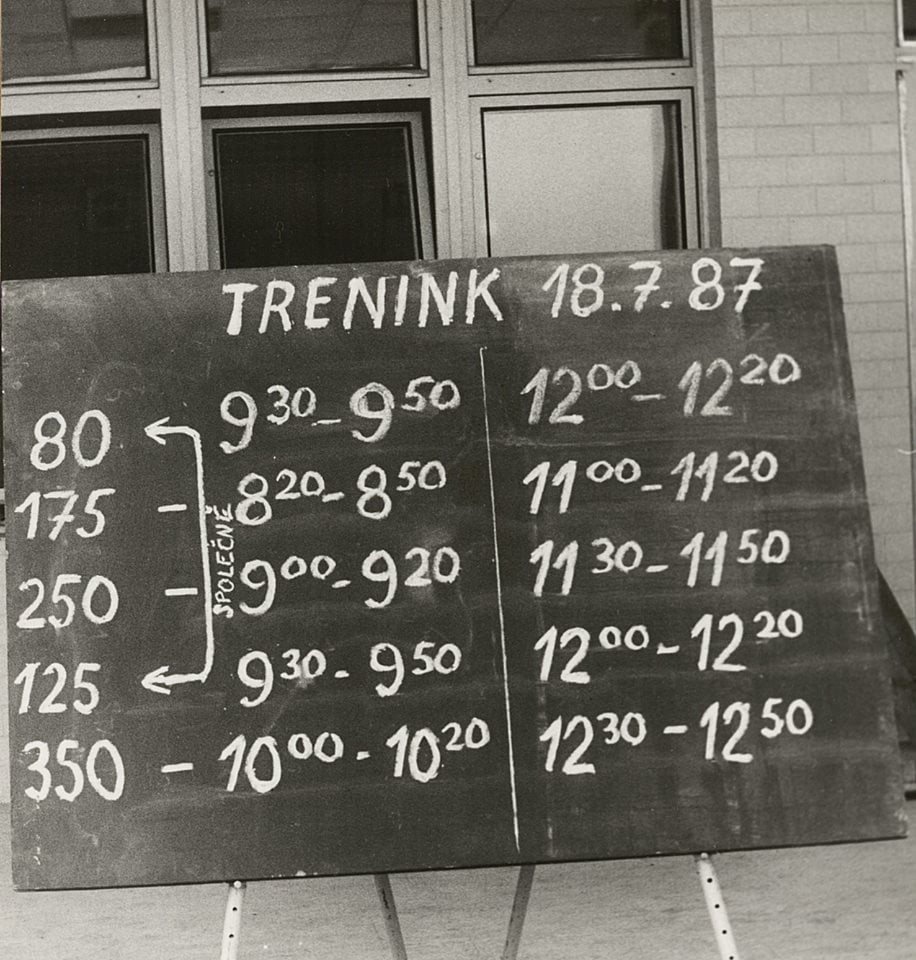 TRENINK 18.7.87
80 9³⁰-9⁵⁰ 12⁰⁰-12²⁰
175 - 8²⁰-8⁵⁰ 11⁰⁰-11²⁰
SPOLEČNĚ
250 - 9⁰⁰-9²⁰ 11³⁰-11⁵⁰
125 9³⁰-9⁵⁰ 12⁰⁰-12²⁰
350 - 10⁰⁰-10²⁰ 12³⁰-12⁵⁰